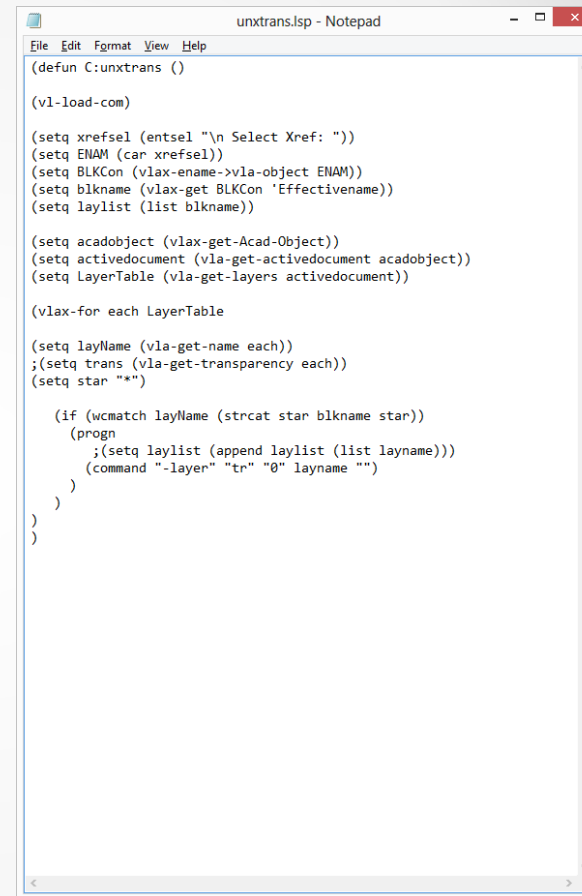 unxtrans.lsp - Notepad
File Edit Format View Help
(defun C:unxtrans ()
(vl-load-com)
(setq xrefsel (entsel "\n Select Xref: "))
(setq ENAM (car xrefsel))
(setq BLKCon (vlax-ename->vla-object ENAM))
(setq blkname (vlax-get BLKCon 'Effectivename))
(setq laylist (list blkname))
(setq acadobject (vlax-get-Acad-Object))
(setq activedocument (vla-get-activedocument acadobject))
(setq LayerTable (vla-get-layers activedocument))
(vlax-for each LayerTable
(setq layName (vla-get-name each))
;(setq trans (vla-get-transparency each))
(setq star "*")
(if (wcmatch layName (strcat star blkname star))
(progn
;(setq laylist (append laylist (list layname)))
(command "-layer" "tr" "0" layname "")
)
)
)
)